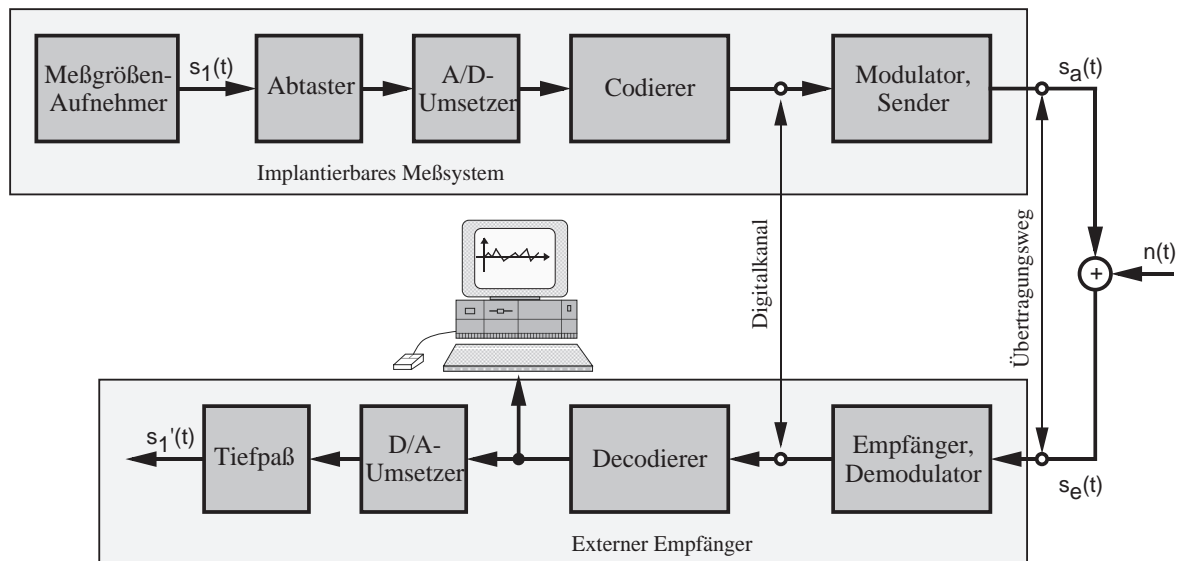 Meßgrößen-
Aufnehmer
s1(t)
Abtaster
A/D-
Umsetzer
Codierer
Modulator,
Sender
sa(t)
Implantierbares Meßsystem
Digitalkanal
Übertragungsweg
+
n(t)
s1'(t)
Tiefpaß
D/A-
Umsetzer
Decodierer
Empfänger,
Demodulator
se(t)
Externer Empfänger